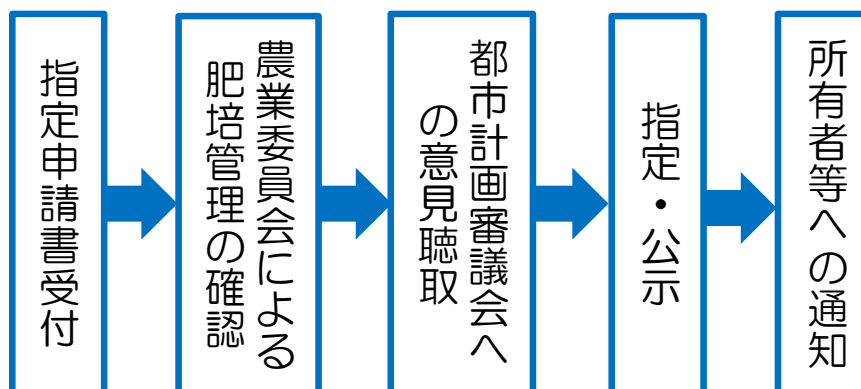 指定申請書受付
農業委員会による
肥培管理の確認
都市計画審議会へ
の意見聴取
指定・公示
所有者等への通知